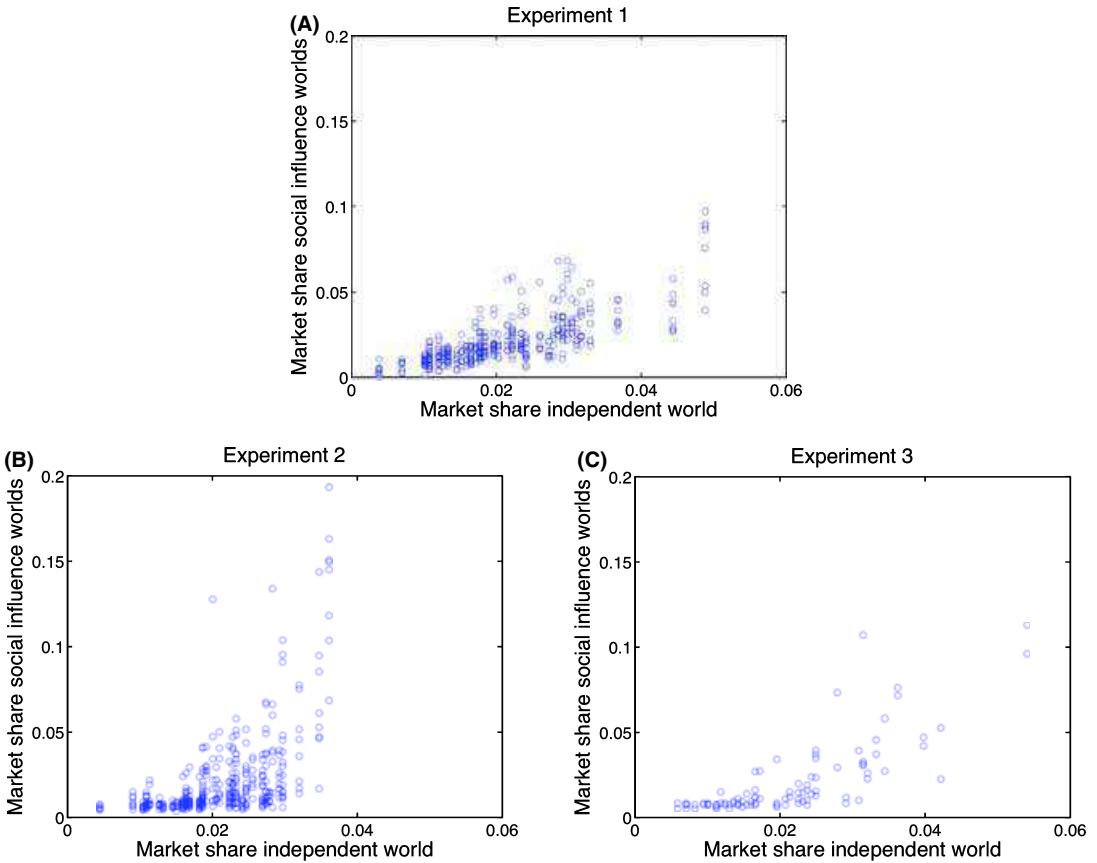 (A)
Experiment 1
Market share social influence worlds
0.2
0.15
0.1
0.05
0
0
0.02
0.04
0.06
Market share independent world
(B)
Experiment 2
Market share social influence worlds
0.2
0.15
0.1
0.05
0
0
0.02
0.04
0.06
Market share independent world
(C)
Experiment 3
Market share social influence worlds
0.2
0.15
0.1
0.05
0
0
0.02
0.04
0.06
Market share independent world